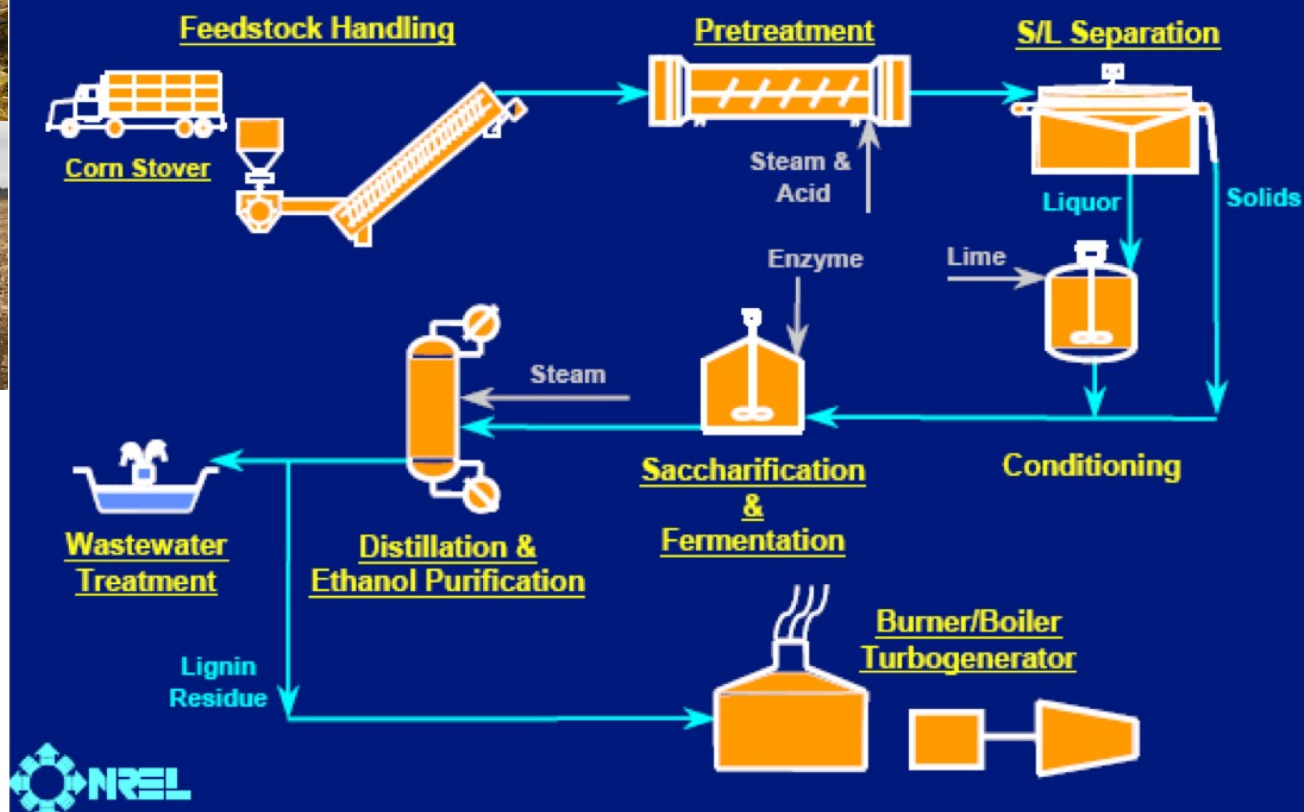 Feedstock Handling
Pretreatment
S/L Separation
Corn Stover
Steam &
Acid
Liquor
Solids
Enzyme
Lime
Steam
Saccharification
&
Fermentation
Conditioning
Wastewater
Treatment
Distillation &
Ethanol Purification
Burner/Boiler
Turbogenerator
Lignin
Residue
NREL